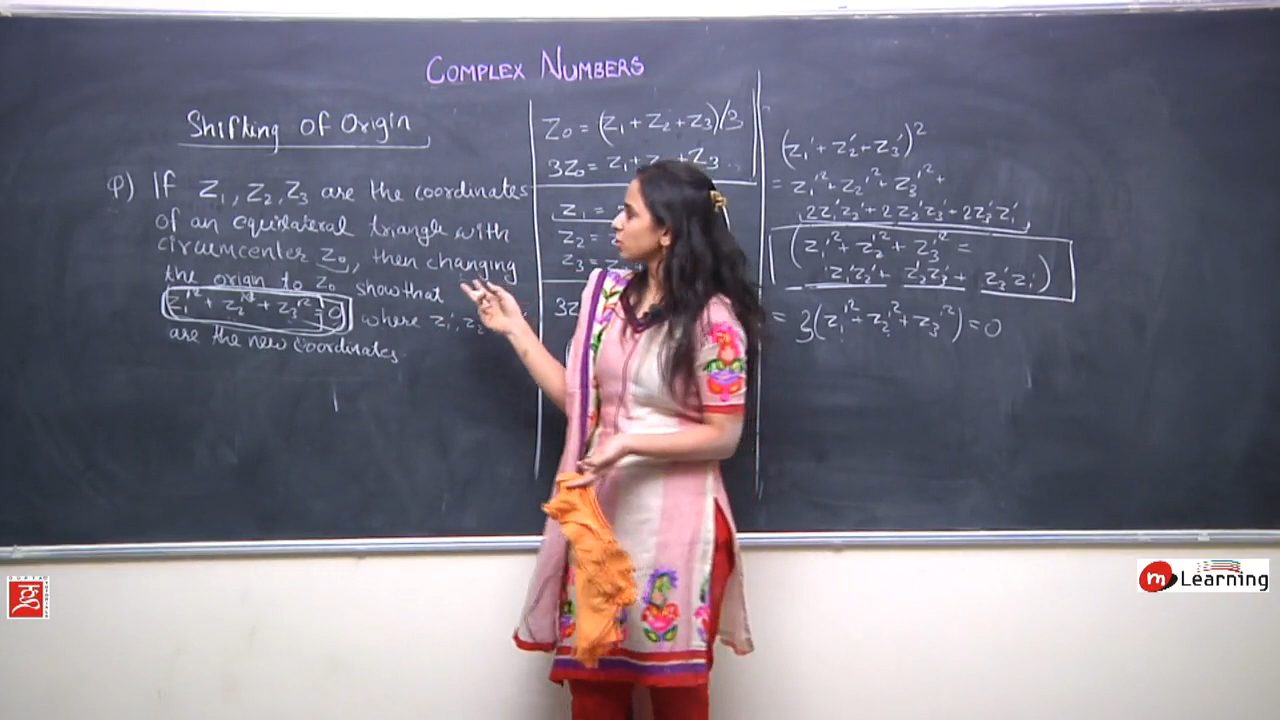 COMPLEX NUMBERS
Shifting Of Origin
Q) If Z₁, Z₂, Z₃ are the coordinates
of an equilateral triangle with
circumcenter Z₀, then changing
the origin to Z₀ show that
Z₁'² + Z₂'² + Z₃'² = 0 where Z₁', Z₂'
are the new coordinates.
Z₀ = (Z₁ + Z₂ + Z₃)/3
3Z₀ = Z₁ + Z₂ + Z₃
Z₁ =
Z₂ =
Z₃ =
3Z
(Z₁' + Z₂' + Z₃')²
= Z₁'² + Z₂'² + Z₃'² +
2Z₁'Z₂' + 2Z₂'Z₃' + 2Z₃'Z₁'
(Z₁'² + Z₂'² + Z₃'² =
Z₁'Z₂' + Z₂'Z₃' + Z₃'Z₁')
= 3(Z₁'² + Z₂'² + Z₃'²) = 0
GUPTA TUTORIALS
g
m Learning